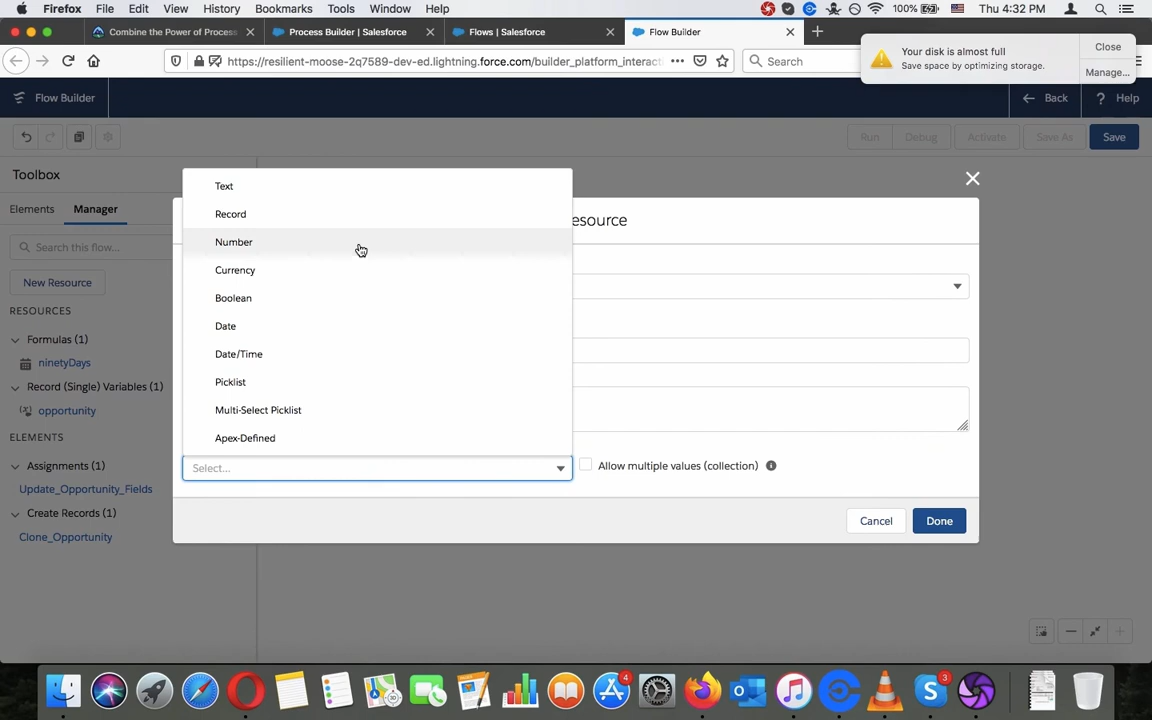 Firefox File Edit View History Bookmarks Tools Window Help 100% Thu 4:32 PM
Combine the Power of Process
Process Builder | Salesforce
Flows | Salesforce
Flow Builder
https://resilient-moose-2q7589-dev-ed.lightning.force.com/builder_platform_interact
Search
Your disk is almost full
Save space by optimizing storage.
Close
Manage...
Flow Builder
Back
Help
Run Debug Activate Save As Save
Toolbox
Elements Manager
Search this flow...
New Resource
RESOURCES
Formulas (1)
ninetyDays
Record (Single) Variables (1)
opportunity
ELEMENTS
Assignments (1)
Update_Opportunity_Fields
Create Records (1)
Clone_Opportunity
esource
Text
Record
Number
Currency
Boolean
Date
Date/Time
Picklist
Multi-Select Picklist
Apex-Defined
Select...
Allow multiple values (collection)
Cancel
Done
4
3